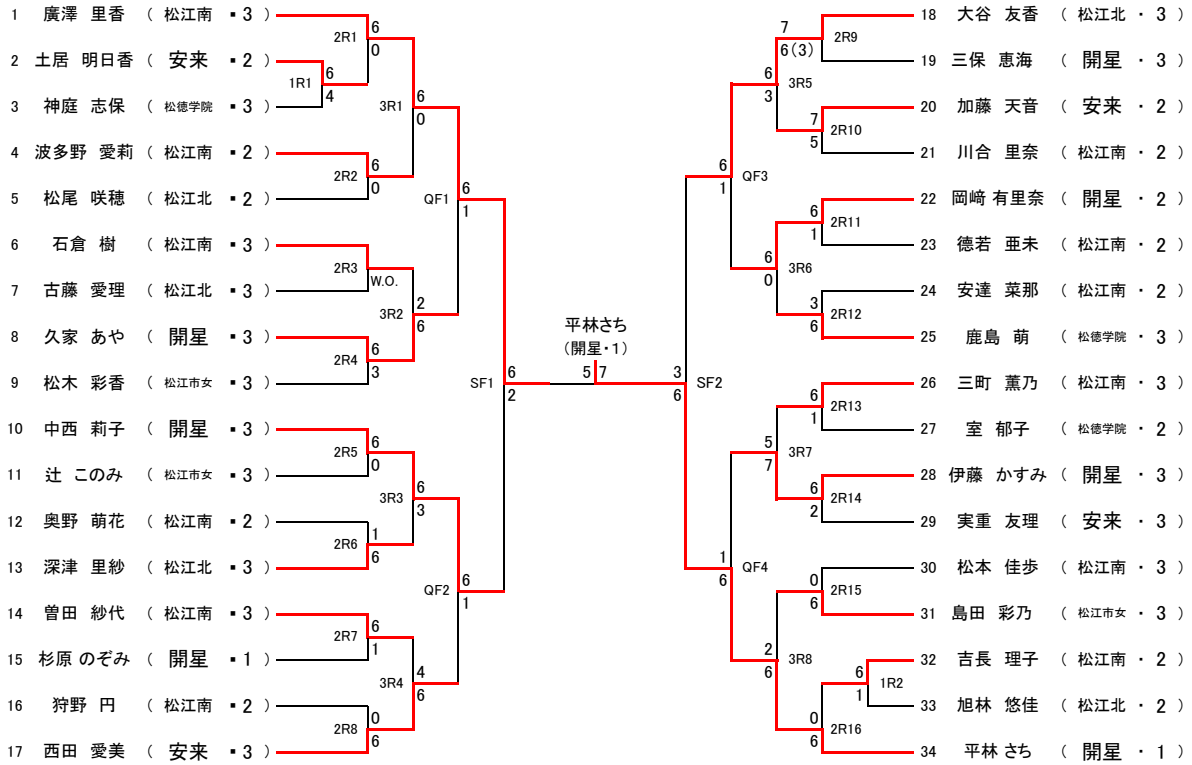 1 廣澤 里香 ( 松江南 ▪ 3 )
2 土居 明日香 ( 安来 ▪ 2 )
3 神庭 志保 ( 松徳学院 ▪ 3 )
4 波多野 愛莉 ( 松江南 ▪ 2 )
5 松尾 咲穂 ( 松江北 ▪ 2 )
6 石倉 樹 ( 松江南 ▪ 3 )
7 古藤 愛理 ( 松江北 ▪ 3 )
8 久家 あや ( 開星 ▪ 3 )
9 松木 彩香 ( 松江市女 ▪ 3 )
10 中西 莉子 ( 開星 ▪ 3 )
11 辻 このみ ( 松江市女 ▪ 3 )
12 奥野 萌花 ( 松江南 ▪ 2 )
13 深津 里紗 ( 松江北 ▪ 3 )
14 曽田 紗代 ( 松江南 ▪ 3 )
15 杉原 のぞみ ( 開星 ▪ 1 )
16 狩野 円 ( 松江南 ▪ 2 )
17 西田 愛美 ( 安来 ▪ 3 )
1R1 6 4
2R1 6 0
2R2 6 0
2R3 W.O.
2R4 6 3
2R5 6 0
2R6 1 6
2R7 6 1
2R8 0 6
3R1 6 0
3R2 2 6
3R3 6 3
3R4 4 6
QF1 6 1
QF2 6 1
SF1 6 2
平林さち
(開星・1)
5 7
3 6 SF2
6 1 QF3
1 6 QF4
6 3 3R5
6 0 3R6
5 7 3R7
2 6 3R8
7 6(3) 2R9
7 5 2R10
6 1 2R11
3 6 2R12
6 1 2R13
6 2 2R14
0 6 2R15
0 6 2R16
6 1 1R2
18 大谷 友香 ( 松江北 ・ 3 )
19 三保 恵海 ( 開星 ・ 3 )
20 加藤 天音 ( 安来 ・ 2 )
21 川合 里奈 ( 松江南 ・ 2 )
22 岡﨑 有里奈 ( 開星 ・ 2 )
23 德若 亜未 ( 松江南 ・ 2 )
24 安達 菜那 ( 松江南 ・ 2 )
25 鹿島 萌 ( 松徳学院 ・ 3 )
26 三町 薫乃 ( 松江南 ・ 3 )
27 室 郁子 ( 松徳学院 ・ 2 )
28 伊藤 かすみ ( 開星 ・ 3 )
29 実重 友理 ( 安来 ・ 3 )
30 松本 佳歩 ( 松江南 ・ 3 )
31 島田 彩乃 ( 松江市女 ・ 3 )
32 吉長 理子 ( 松江南 ・ 2 )
33 旭林 悠佳 ( 松江北 ・ 2 )
34 平林 さち ( 開星 ・ 1 )